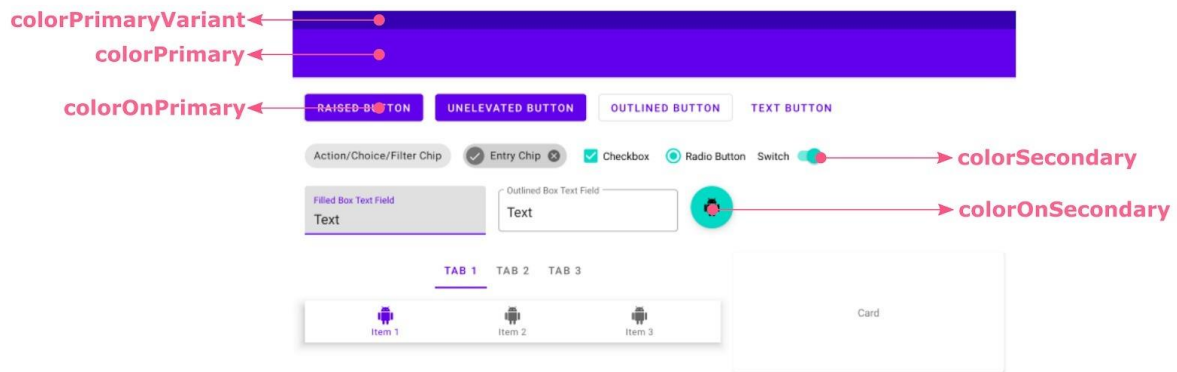 colorPrimaryVariant
colorPrimary
colorOnPrimary
RAISED BUTTON UNELEVATED BUTTON OUTLINED BUTTON TEXT BUTTON
Action/Choice/Filter Chip Entry Chip Checkbox Radio Button Switch
colorSecondary
Filled Box Text Field Outlined Box Text Field
Text Text
colorOnSecondary
TAB 1 TAB 2 TAB 3
Item 1 Item 2 Item 3
Card